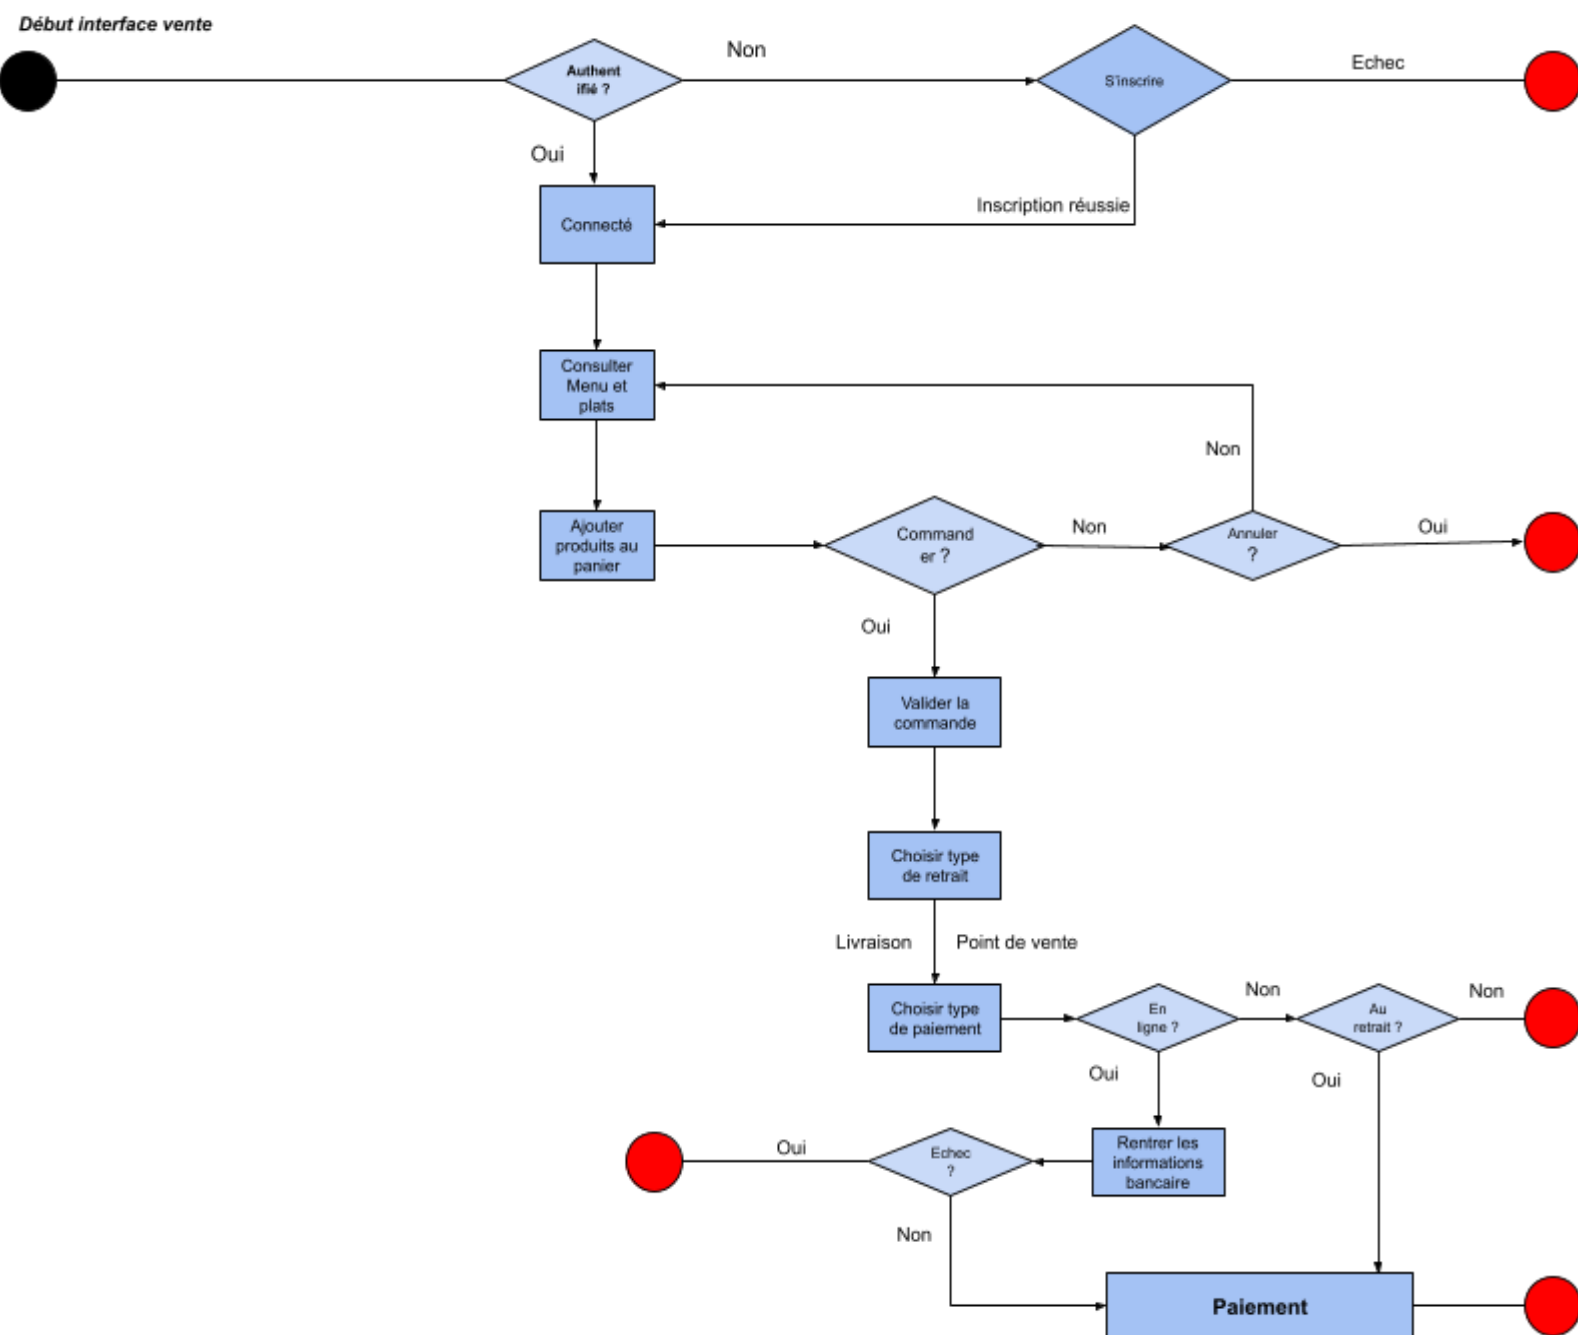 Début interface vente
Non
Echec
Authent
ifié ?
S'inscrire
Oui
Inscription réussie
Connecté
Consulter
Menu et
plats
Non
Ajouter
produits au
panier
Command
er ?
Non
Annuler
?
Oui
Oui
Valider la
commande
Choisir type
de retrait
Livraison
Point de vente
Choisir type
de paiement
En
ligne ?
Non
Au
retrait ?
Non
Oui
Oui
Rentrer les
informations
bancaire
Echec
?
Oui
Non
Paiement